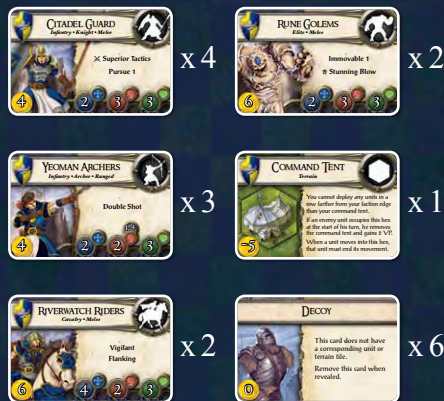 CITADEL GUARD
Infantry • Knight • Melee
Superior Tactics
Pursue 1
4
2 3 3
x 4
RUNE GOLEMS
Elite • Melee
Immovable 1
Stunning Blow
6
2 3 3
x 2
YEOMAN ARCHERS
Infantry • Archer • Ranged
Double Shot
4
2 2 3
x 3
COMMAND TENT
Terrain
You cannot deploy any units in a
row farther from your faction edge
than your command tent.
If an enemy unit occupies this hex
at the start of his turn, he removes
the command tent and gains 2 VP.
When a unit moves into this hex,
that unit must end its movement.
-5
x 1
RIVERWATCH RIDERS
Cavalry • Melee
Vigilant
Flanking
6
4 2 3
x 2
DECOY
This card does not have
a corresponding unit or
terrain tile.
Remove this card when
revealed.
0
x 6